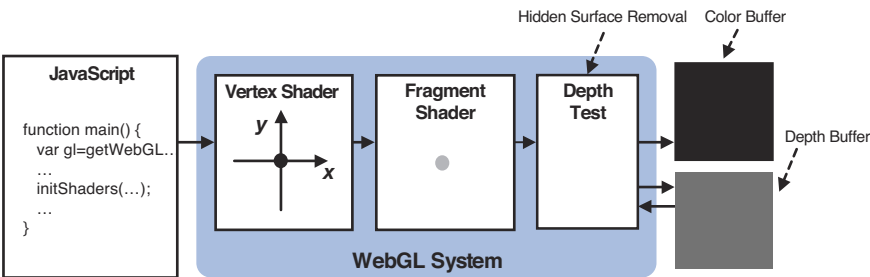 Hidden Surface Removal
Color Buffer
JavaScript
function main() {
var gl=getWebGL..
...
initShaders(...);
...
}
Vertex Shader
y
x
Fragment
Shader
Depth
Test
Depth Buffer
WebGL System